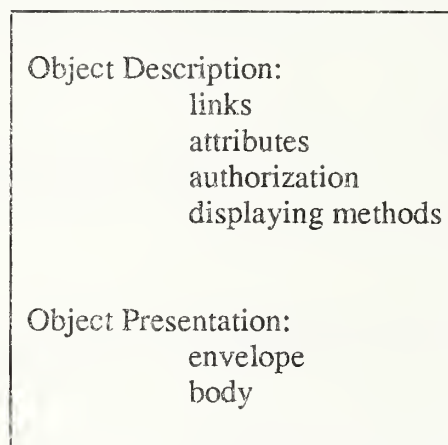 Object Description:
links
attributes
authorization
displaying methods
Object Presentation:
envelope
body